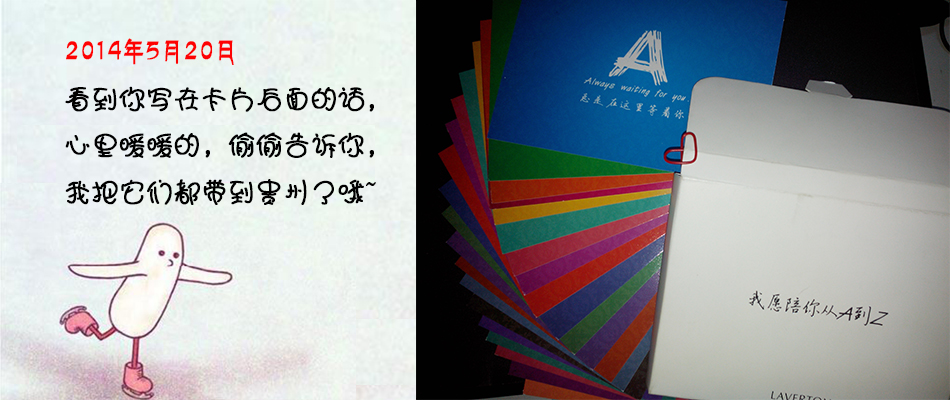 2014年5月20日
看到你写在卡片后面的话，
心里暖暖的，偷偷告诉你，
我把它们都带到贵州了哦~
A
Always waiting for you.
总是在这里等着你
我愿陪你从A到Z